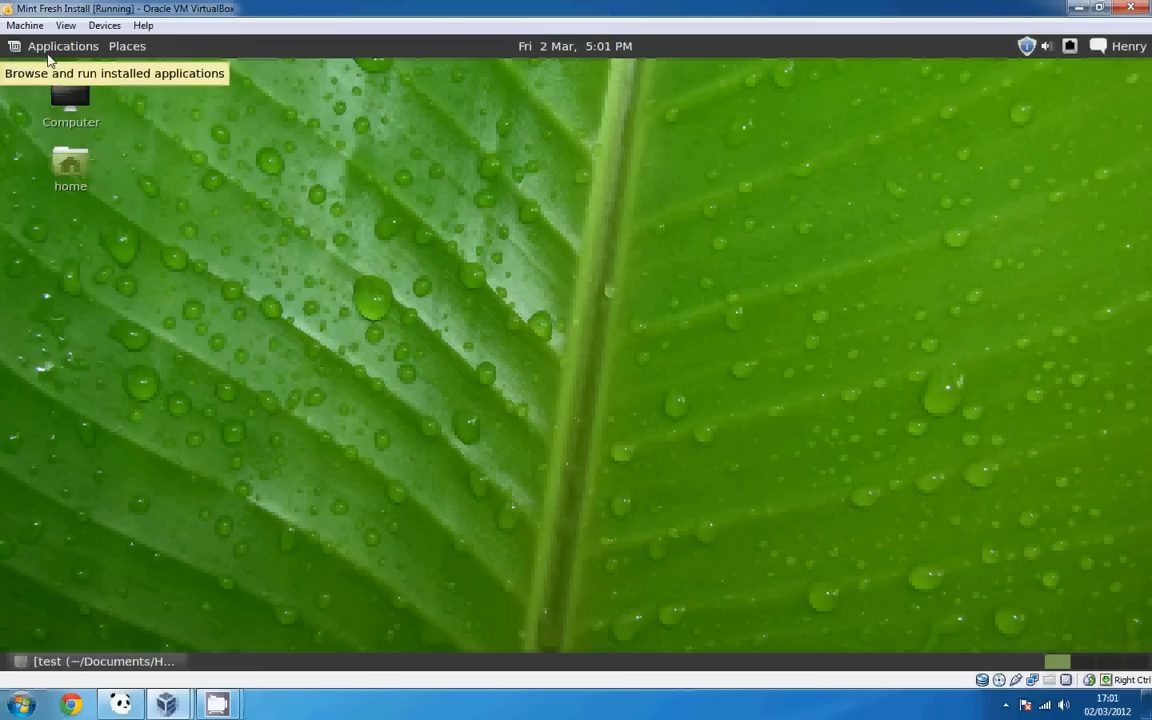 Mint Fresh Install [Running] - Oracle VM VirtualBox
Machine View Devices Help
Applications Places Fri 2 Mar, 5:01 PM Henry
Browse and run installed applications
Computer
home
[test (~/Documents/H...
Right Ctrl
17:01
02/03/2012